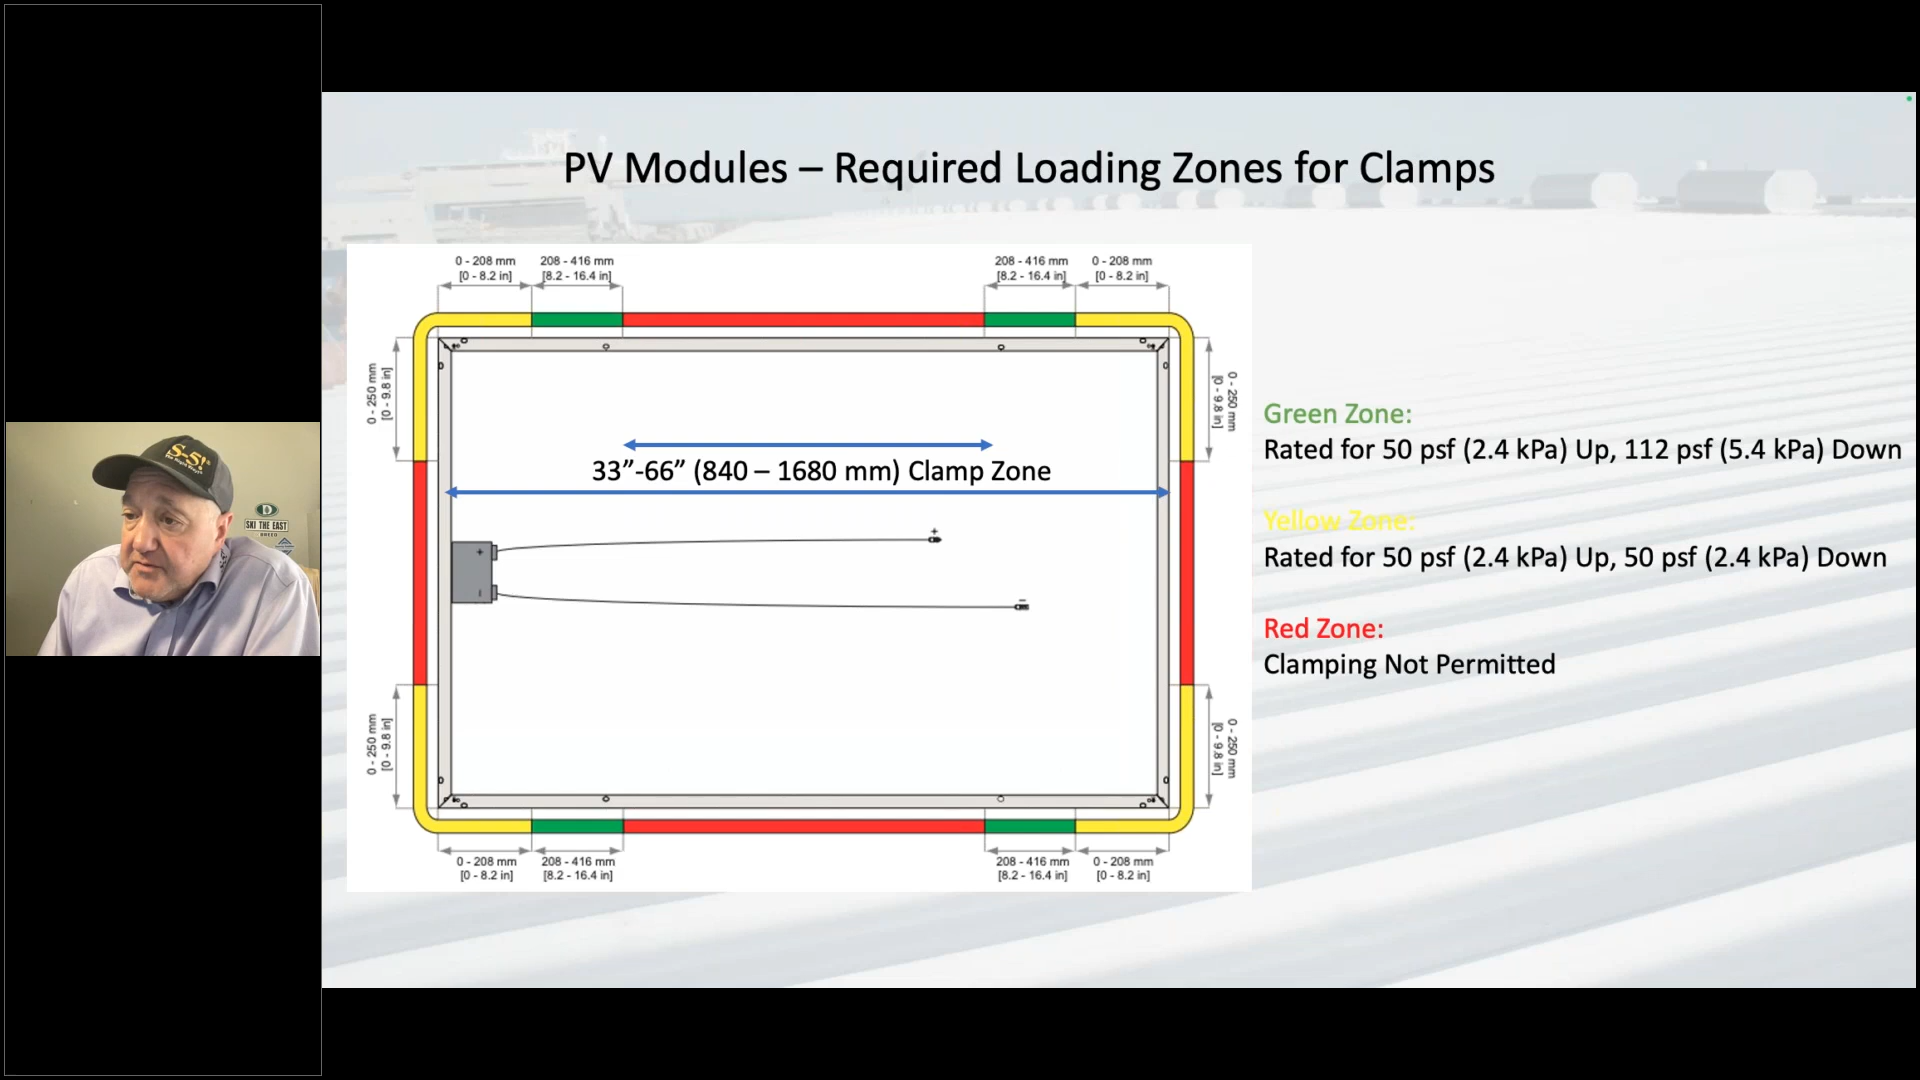 PV Modules – Required Loading Zones for Clamps
0 - 208 mm
[0 - 8.2 in]
208 - 416 mm
[8.2 - 16.4 in]
208 - 416 mm
[8.2 - 16.4 in]
0 - 208 mm
[0 - 8.2 in]
0 - 250 mm
[0 - 9.8 in]
0 - 250 mm
[0 - 9.8 in]
33”-66” (840 – 1680 mm) Clamp Zone
+
+
–
–
0 - 250 mm
[0 - 9.8 in]
0 - 250 mm
[0 - 9.8 in]
0 - 208 mm
[0 - 8.2 in]
208 - 416 mm
[8.2 - 16.4 in]
208 - 416 mm
[8.2 - 16.4 in]
0 - 208 mm
[0 - 8.2 in]
Green Zone:
Rated for 50 psf (2.4 kPa) Up, 112 psf (5.4 kPa) Down
Yellow Zone:
Rated for 50 psf (2.4 kPa) Up, 50 psf (2.4 kPa) Down
Red Zone:
Clamping Not Permitted
S-5!
SKI THE EAST